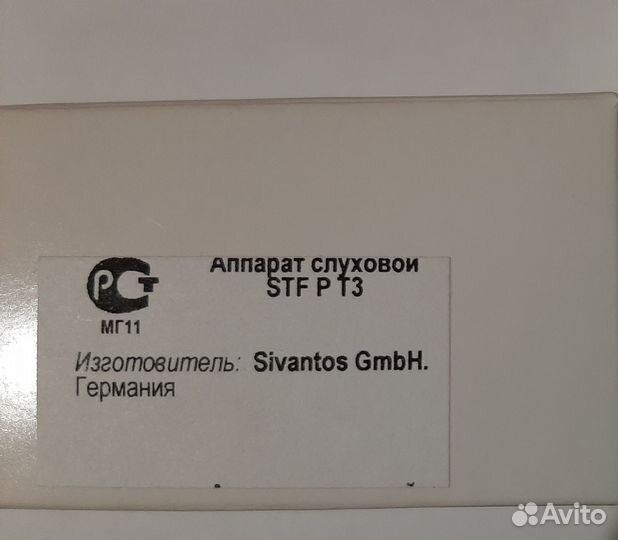 Аппарат слуховой
STF P T3
РСТ
МГ11
Изготовитель: Sivantos GmbH.
Германия
Avito